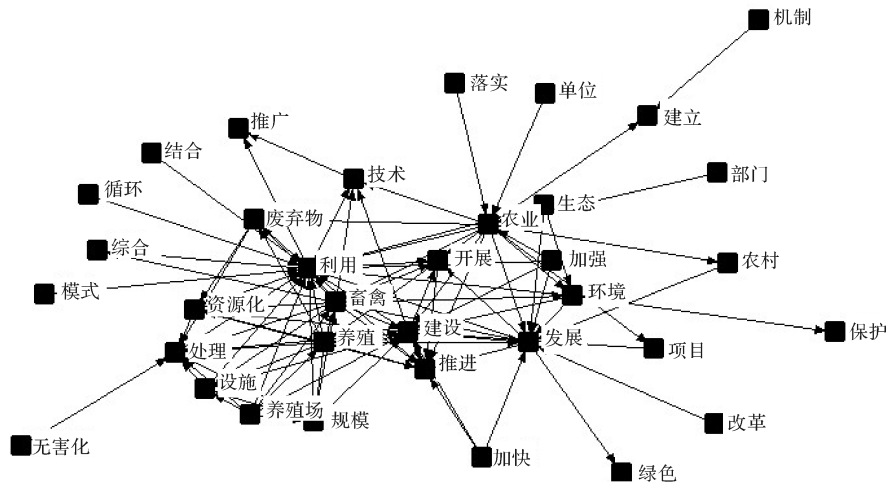 机制
落实
单位
建立
推广
结合
技术
部门
循环
生态
废弃物
农业
综合
利用
开展
加强
农村
模式
资源化
畜禽
环境
建设
保护
处理
养殖
发展
项目
推进
设施
养殖场
规模
改革
无害化
加快
绿色